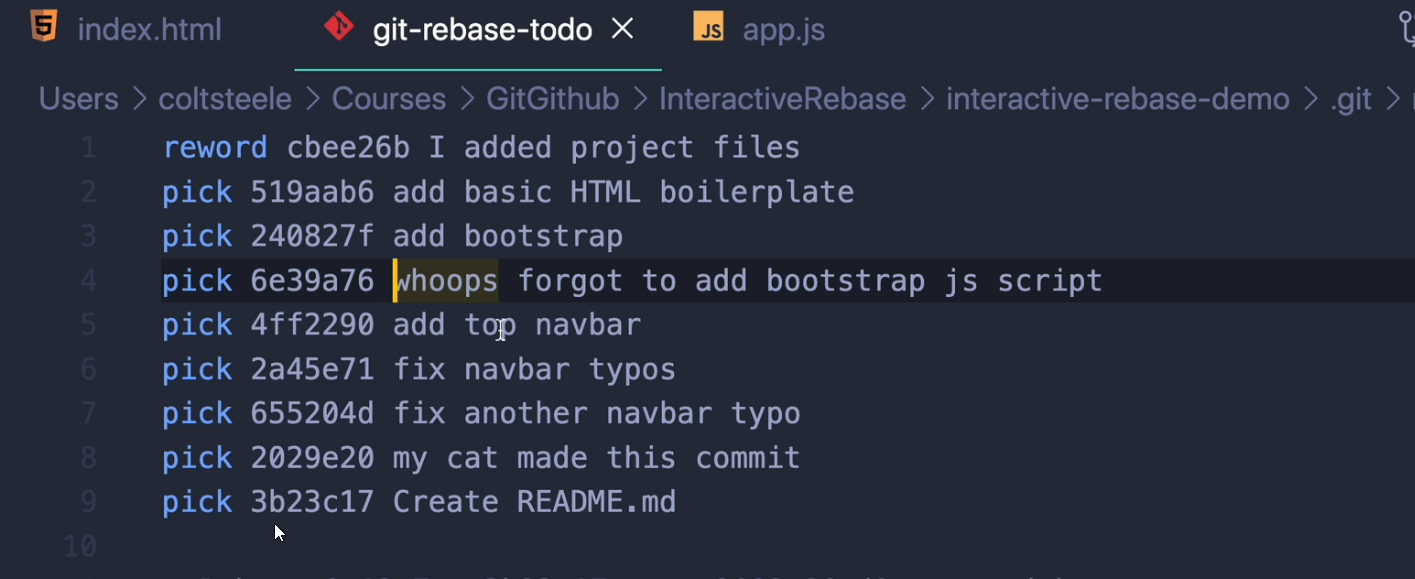 index.html git-rebase-todo app.js
Users > coltsteele > Courses > GitGithub > InteractiveRebase > interactive-rebase-demo > .git >
1 reword cbee26b I added project files
2 pick 519aab6 add basic HTML boilerplate
3 pick 240827f add bootstrap
4 pick 6e39a76 whoops forgot to add bootstrap js script
5 pick 4ff2290 add top navbar
6 pick 2a45e71 fix navbar typos
7 pick 655204d fix another navbar typo
8 pick 2029e20 my cat made this commit
9 pick 3b23c17 Create README.md
10